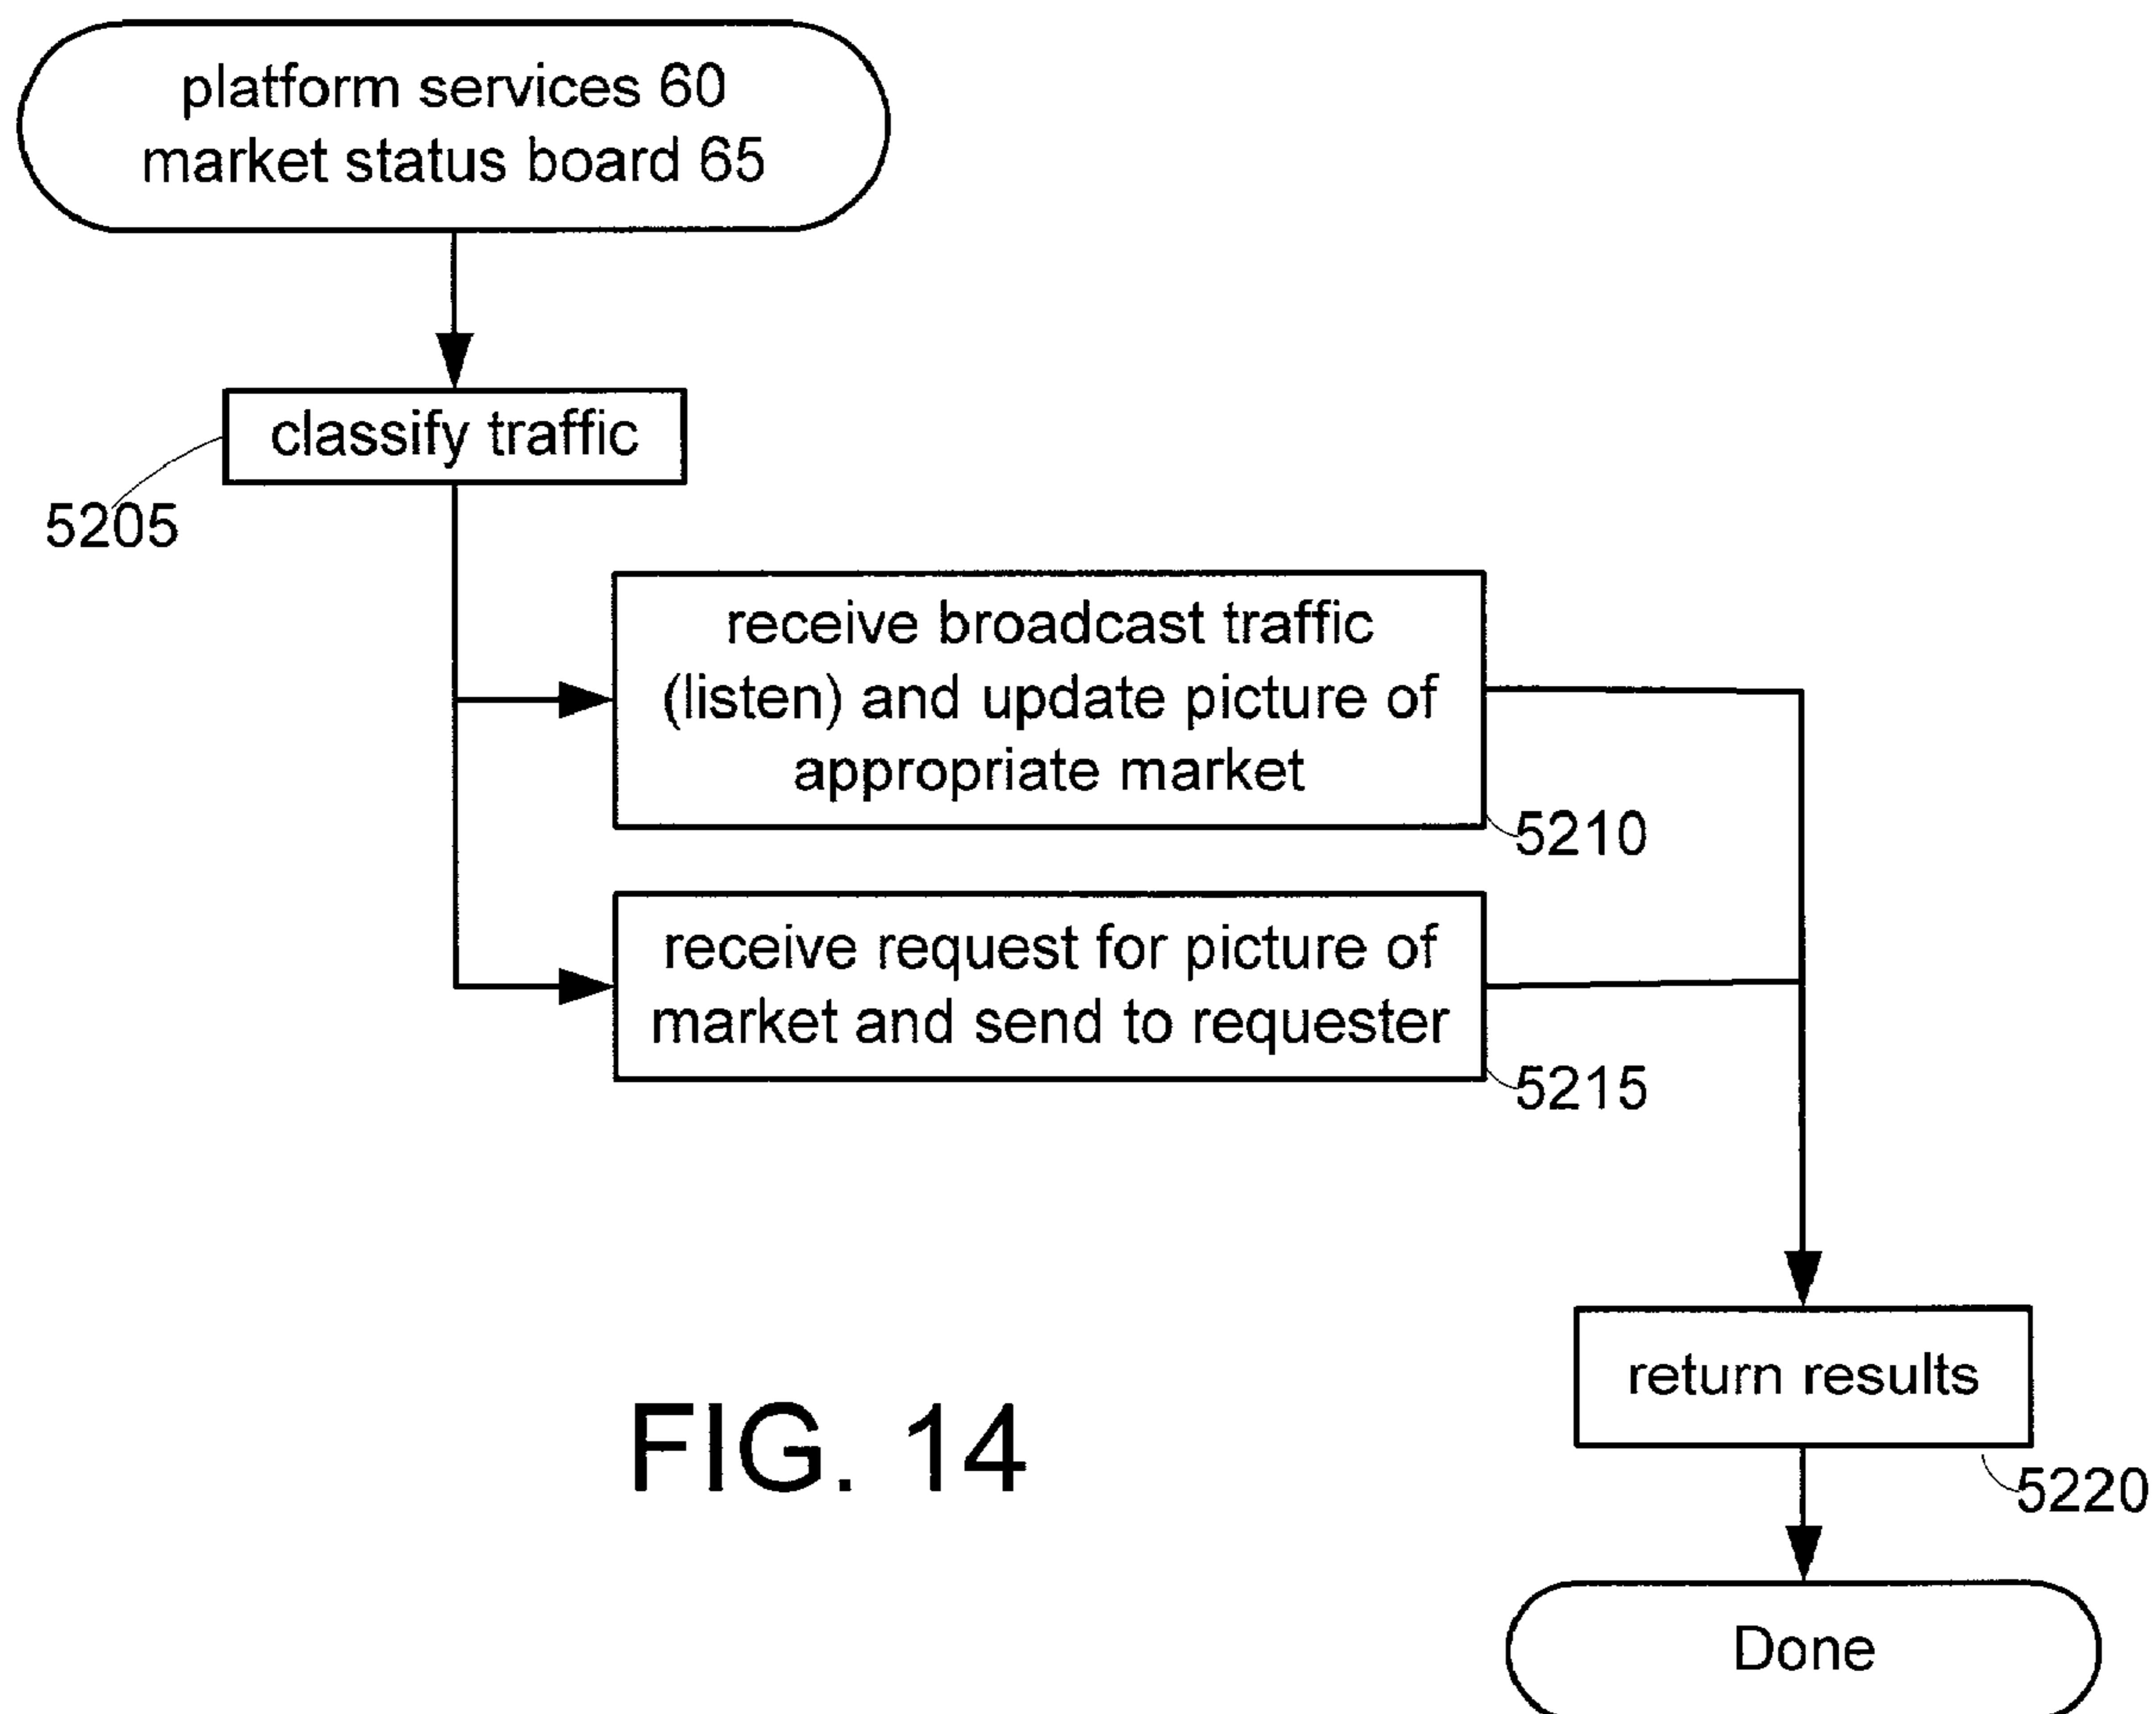 platform services 60
market status board 65
classify traffic
5205
receive broadcast traffic
(listen) and update picture of
appropriate market
5210
receive request for picture of
market and send to requester
5215
return results
5220
Done
FIG. 14